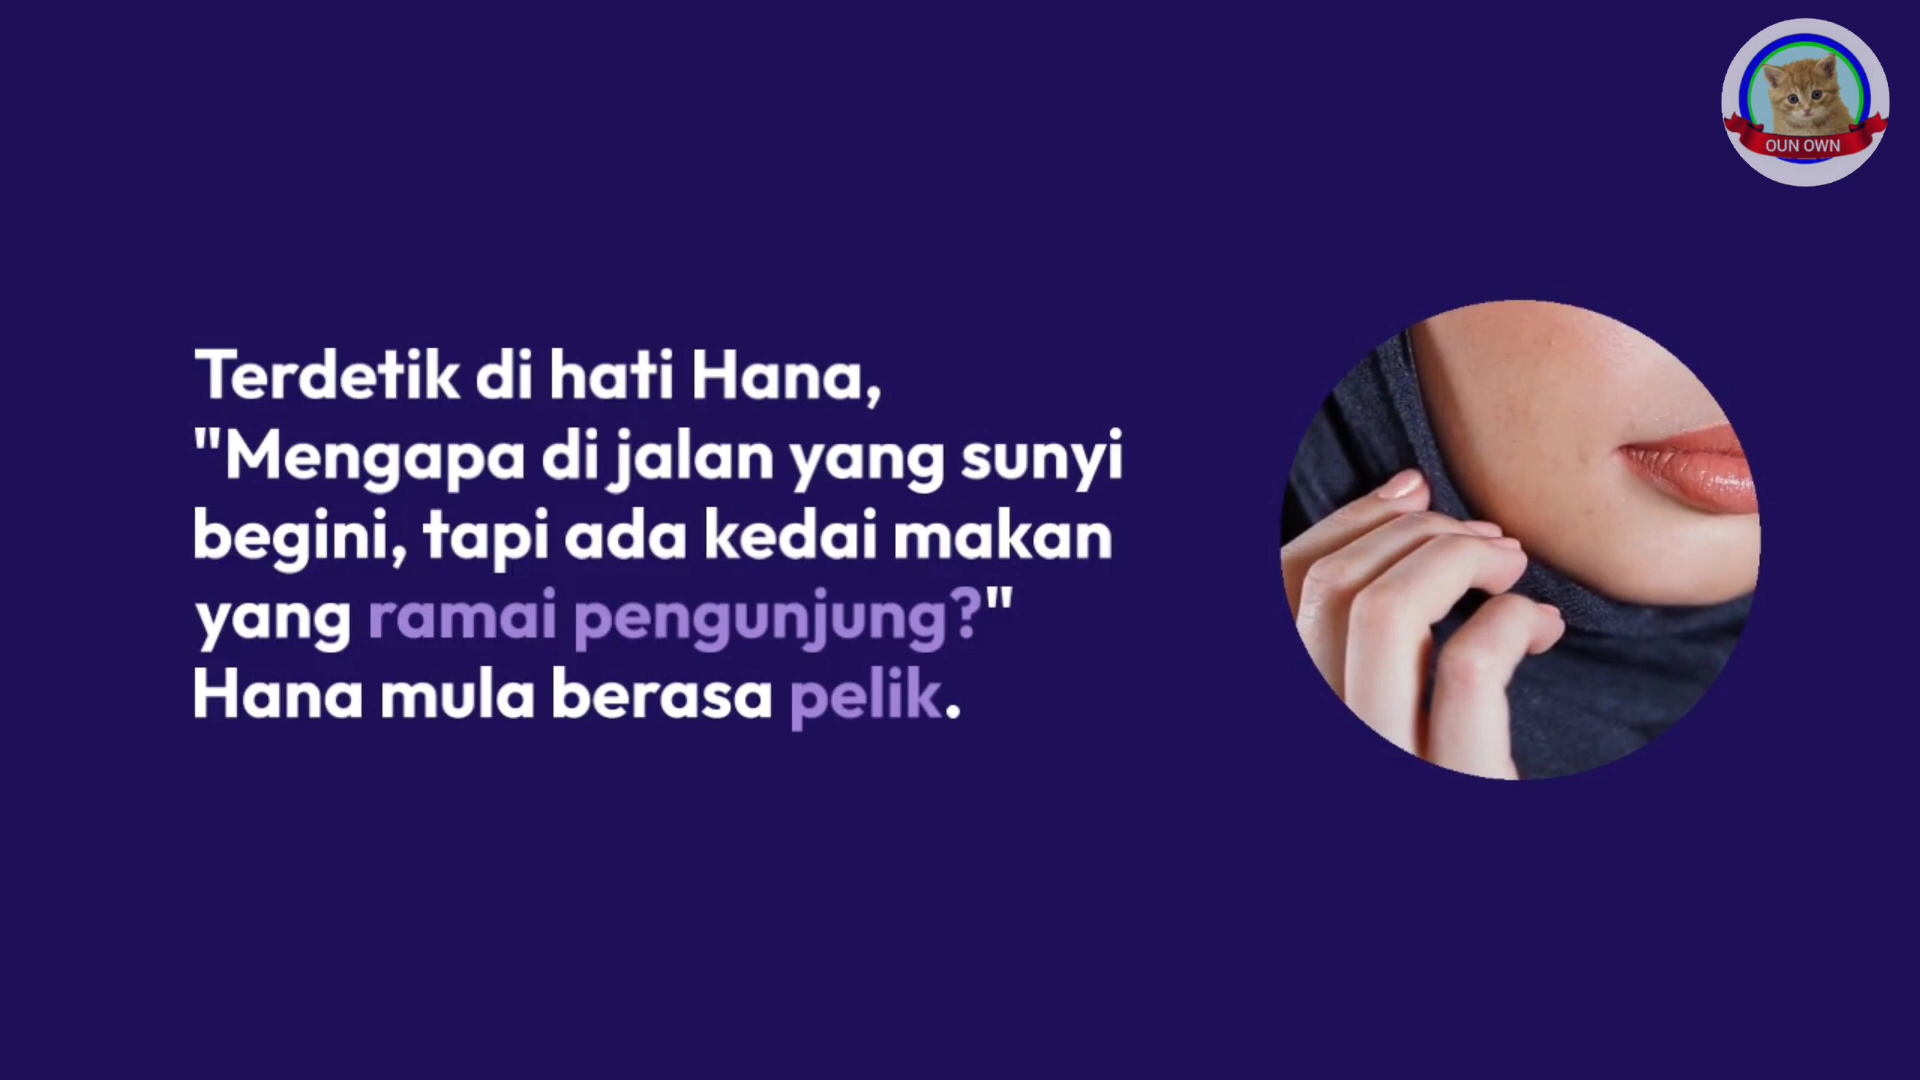 OUN OWN
Terdetik di hati Hana,
"Mengapa di jalan yang sunyi
begini, tapi ada kedai makan
yang ramai pengunjung?"
Hana mula berasa pelik.